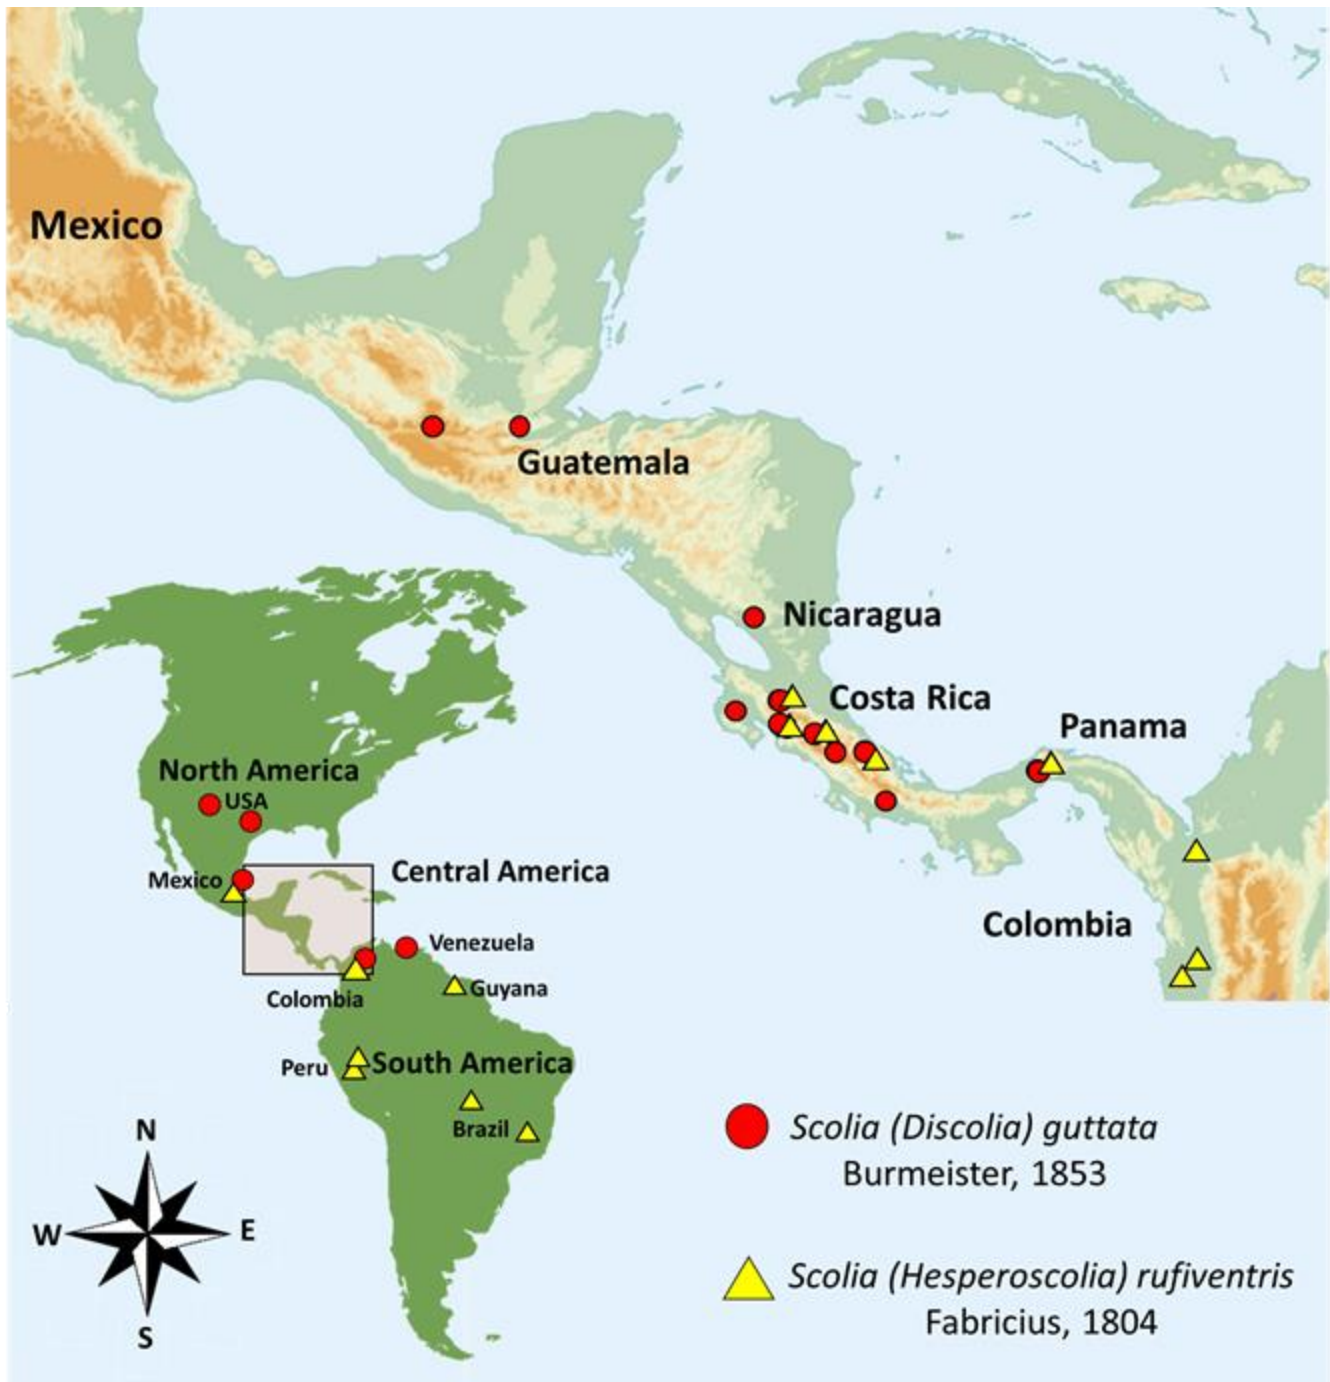 Mexico
Guatemala
Nicaragua
Costa Rica
Panama
Colombia
North America
USA
Mexico
Central America
Venezuela
Colombia
Guyana
Peru
South America
Brazil
N
W
E
S
Scolia (Discolia) guttata
Burmeister, 1853
Scolia (Hesperoscolia) rufiventris
Fabricius, 1804